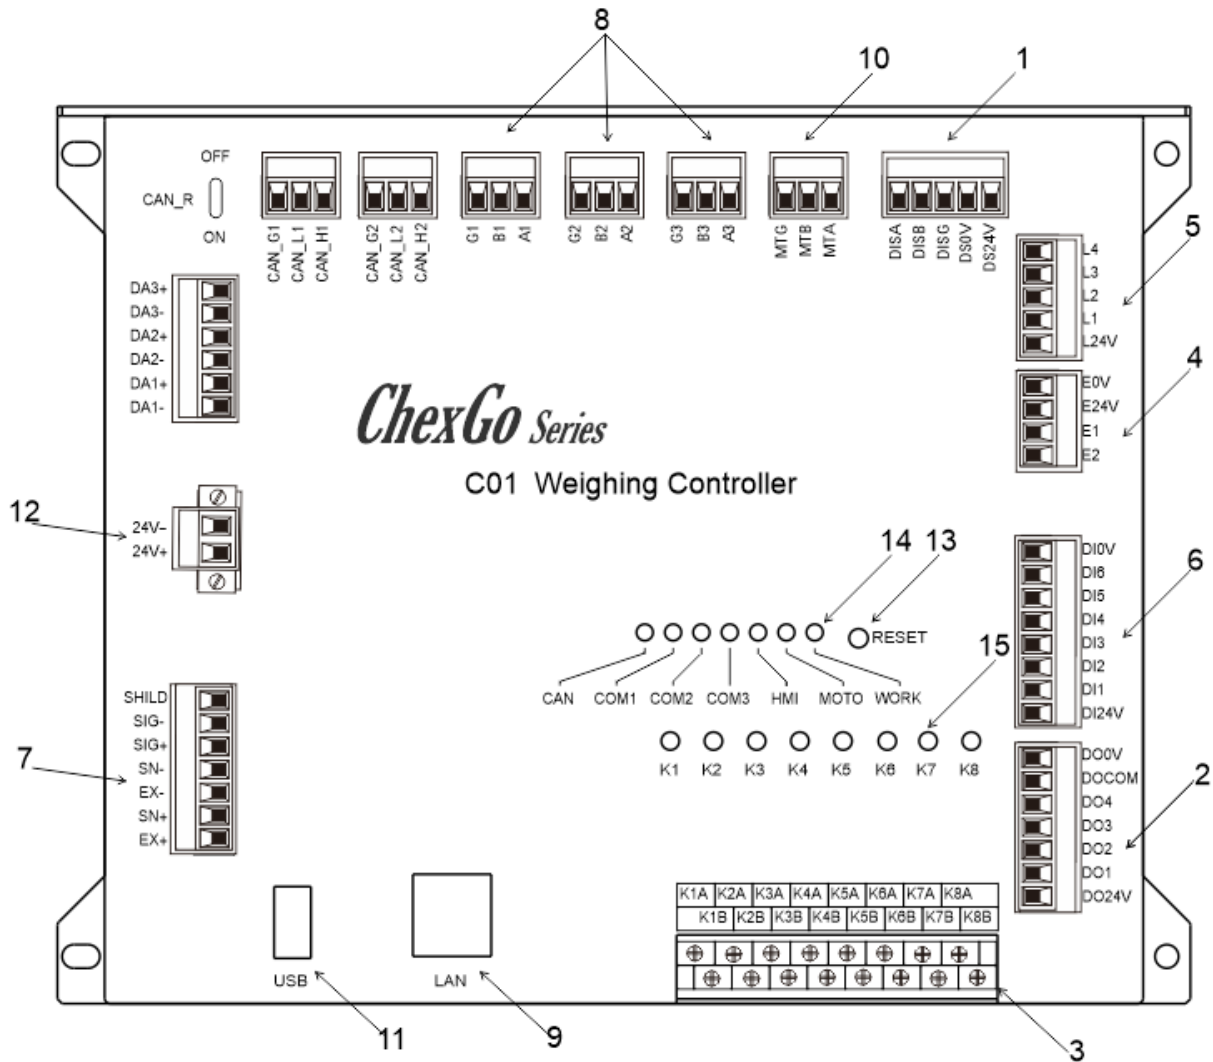 8
10
1
OFF
CAN_R
ON
CAN_G1
CAN_L1
CAN_H1
CAN_G2
CAN_L2
CAN_H2
G1
B1
A1
G2
B2
A2
G3
B3
A3
MTG
MTB
MTA
DISA
DISB
DISG
DS0V
DS24V
5
L4
L3
L2
L1
L24V
DA3+
DA3-
DA2+
DA2-
DA1+
DA1-
4
E0V
E24V
E1
E2
ChexGo Series
C01 Weighing Controller
12
24V-
24V+
14
13
6
DI0V
DI6
DI5
DI4
DI3
DI2
DI1
DI24V
RESET
15
CAN COM1 COM2 COM3 HMI MOTO WORK
K1 K2 K3 K4 K5 K6 K7 K8
7
SHILD
SIG-
SIG+
SN-
EX-
SN+
EX+
2
DO0V
DOCOM
DO4
DO3
DO2
DO1
DO24V
K1A K2A K3A K4A K5A K6A K7A K8A
K1B K2B K3B K4B K5B K6B K7B K8B
USB
LAN
11
9
3